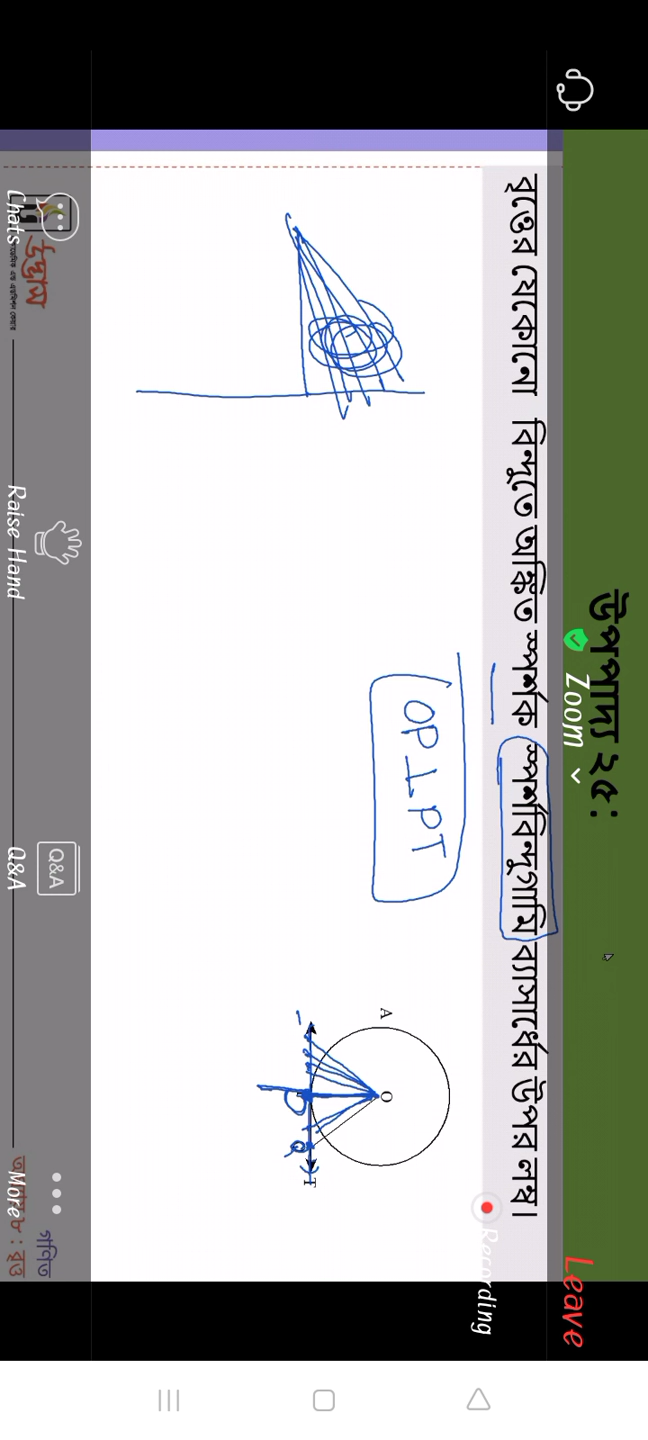 উপপাদ্য ২৫:
Zoom
Leave
বৃত্তের যেকোনো বিন্দুতে অঙ্কিত স্পর্শক স্পর্শবিন্দুগামি ব্যাসার্ধের উপর লম্ব।
Recording
OP⊥PT
A
O
P
Q
T
উদ্ভাস
গণিত
Chats
Raise Hand
Q&A
Q&A
More